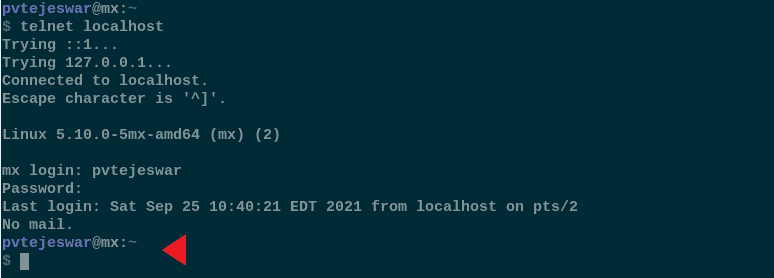 pvtejeswar@mx:~
$ telnet localhost
Trying ::1...
Trying 127.0.0.1...
Connected to localhost.
Escape character is '^]'.
Linux 5.10.0-5mx-amd64 (mx) (2)
mx login: pvtejeswar
Password:
Last login: Sat Sep 25 10:40:21 EDT 2021 from localhost on pts/2
No mail.
pvtejeswar@mx:~
$